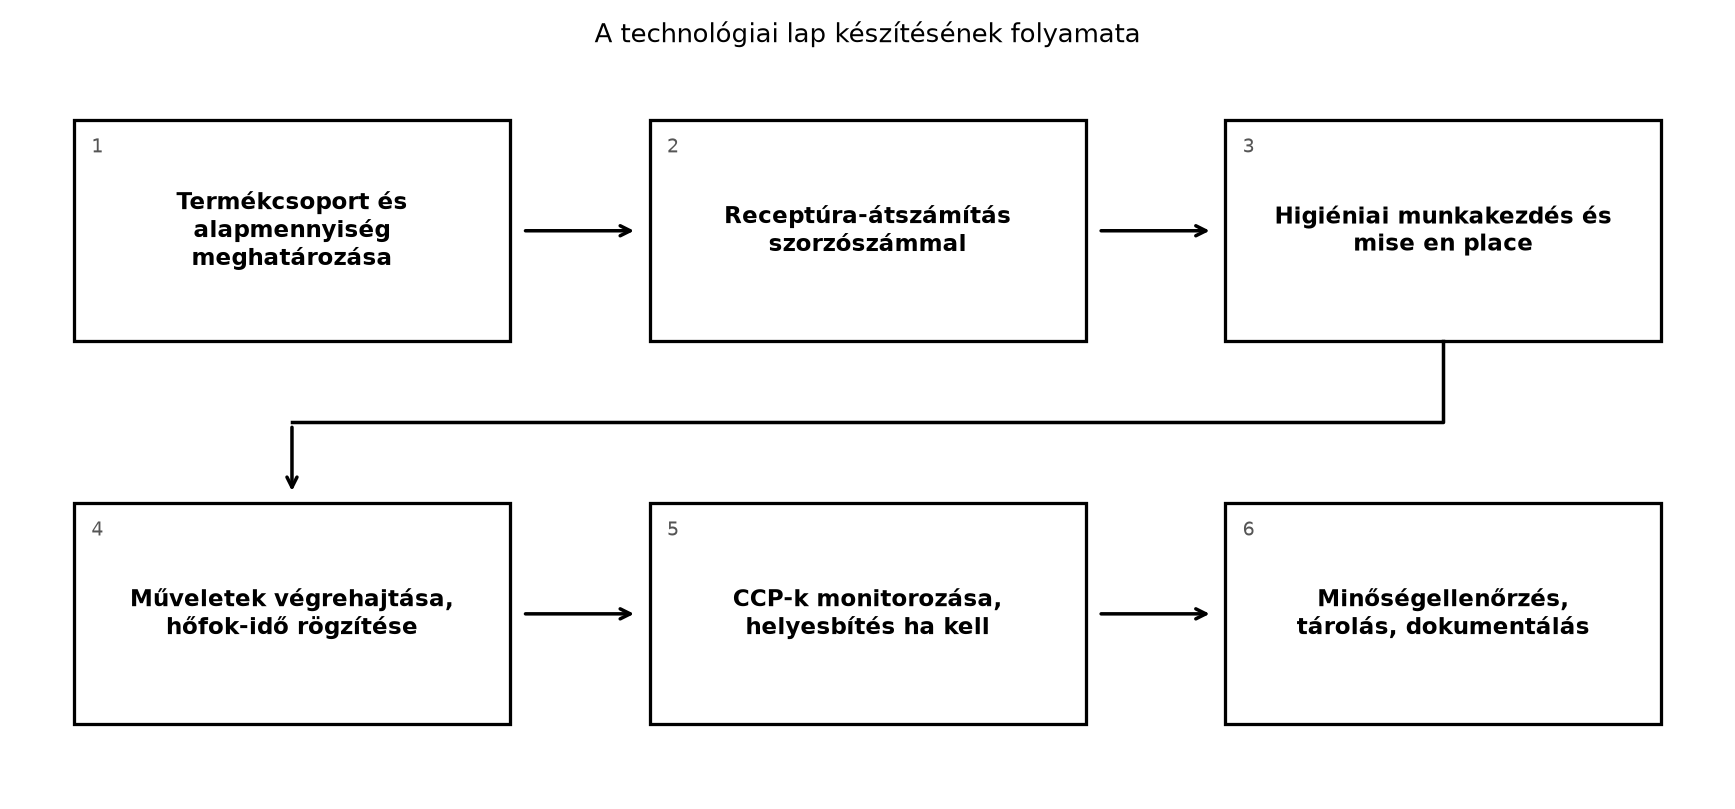 A technológiai lap készítésének folyamata
1
Termékcsoport és
alapmennyiség
meghatározása
2
Receptúra-átszámítás
szorzószámmal
3
Higiéniai munkakezdés és
mise en place
4
Műveletek végrehajtása,
hőfok-idő rögzítése
5
CCP-k monitorozása,
helyesbítés ha kell
6
Minőségellenőrzés,
tárolás, dokumentálás